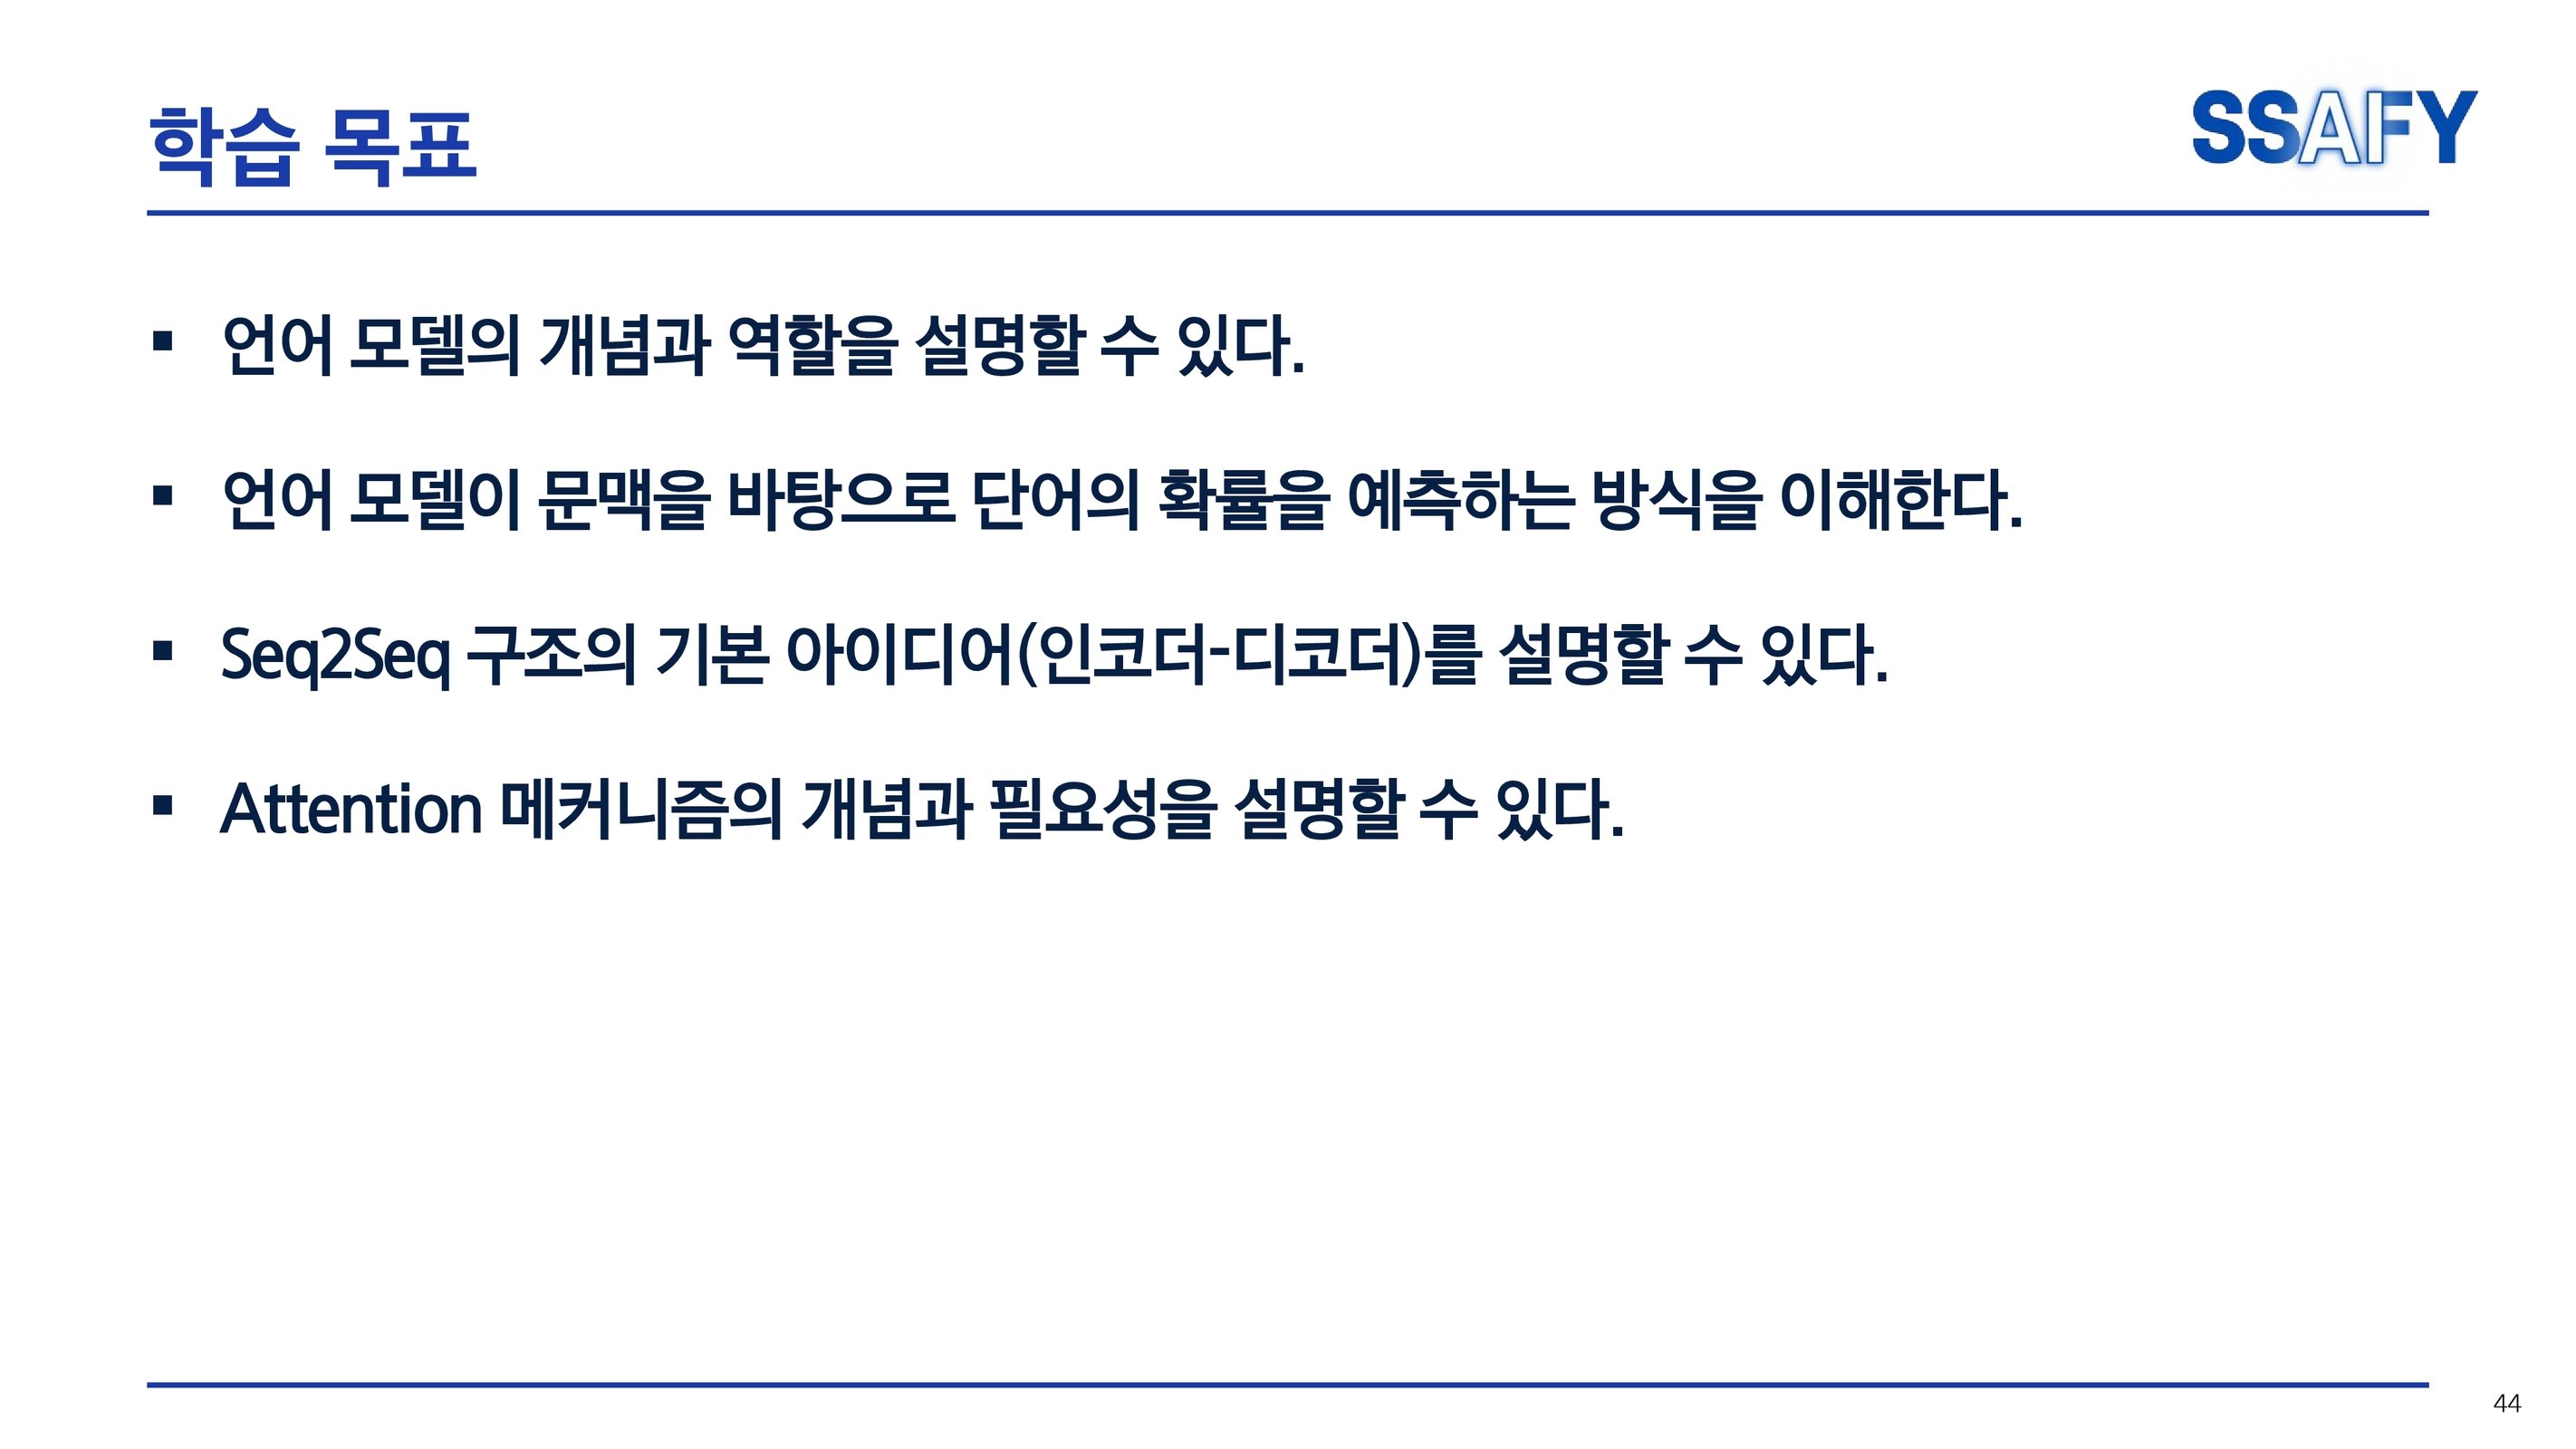 학습 목표
SSAFY
▪ 언어 모델의 개념과 역할을 설명할 수 있다.
▪ 언어 모델이 문맥을 바탕으로 단어의 확률을 예측하는 방식을 이해한다.
▪ Seq2Seq 구조의 기본 아이디어(인코더-디코더)를 설명할 수 있다.
▪ Attention 메커니즘의 개념과 필요성을 설명할 수 있다.
44